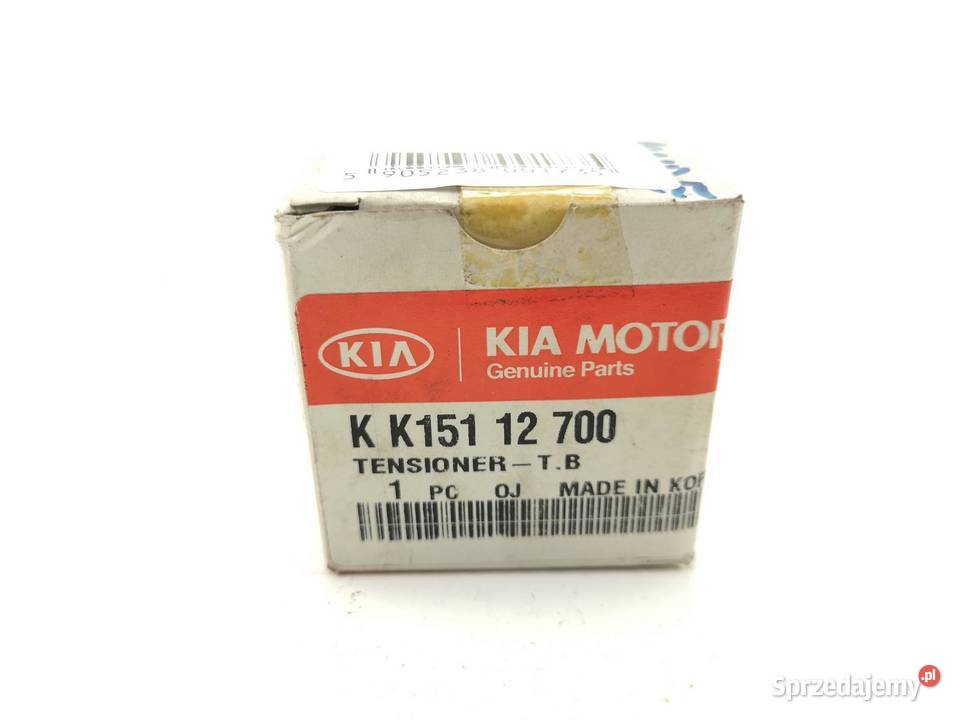 KIA
KIA MOTOR
Genuine Parts
K K151 12 700
TENSIONER-T.B
1 PC OJ MADE IN KOR
Sprzedajemy.pl